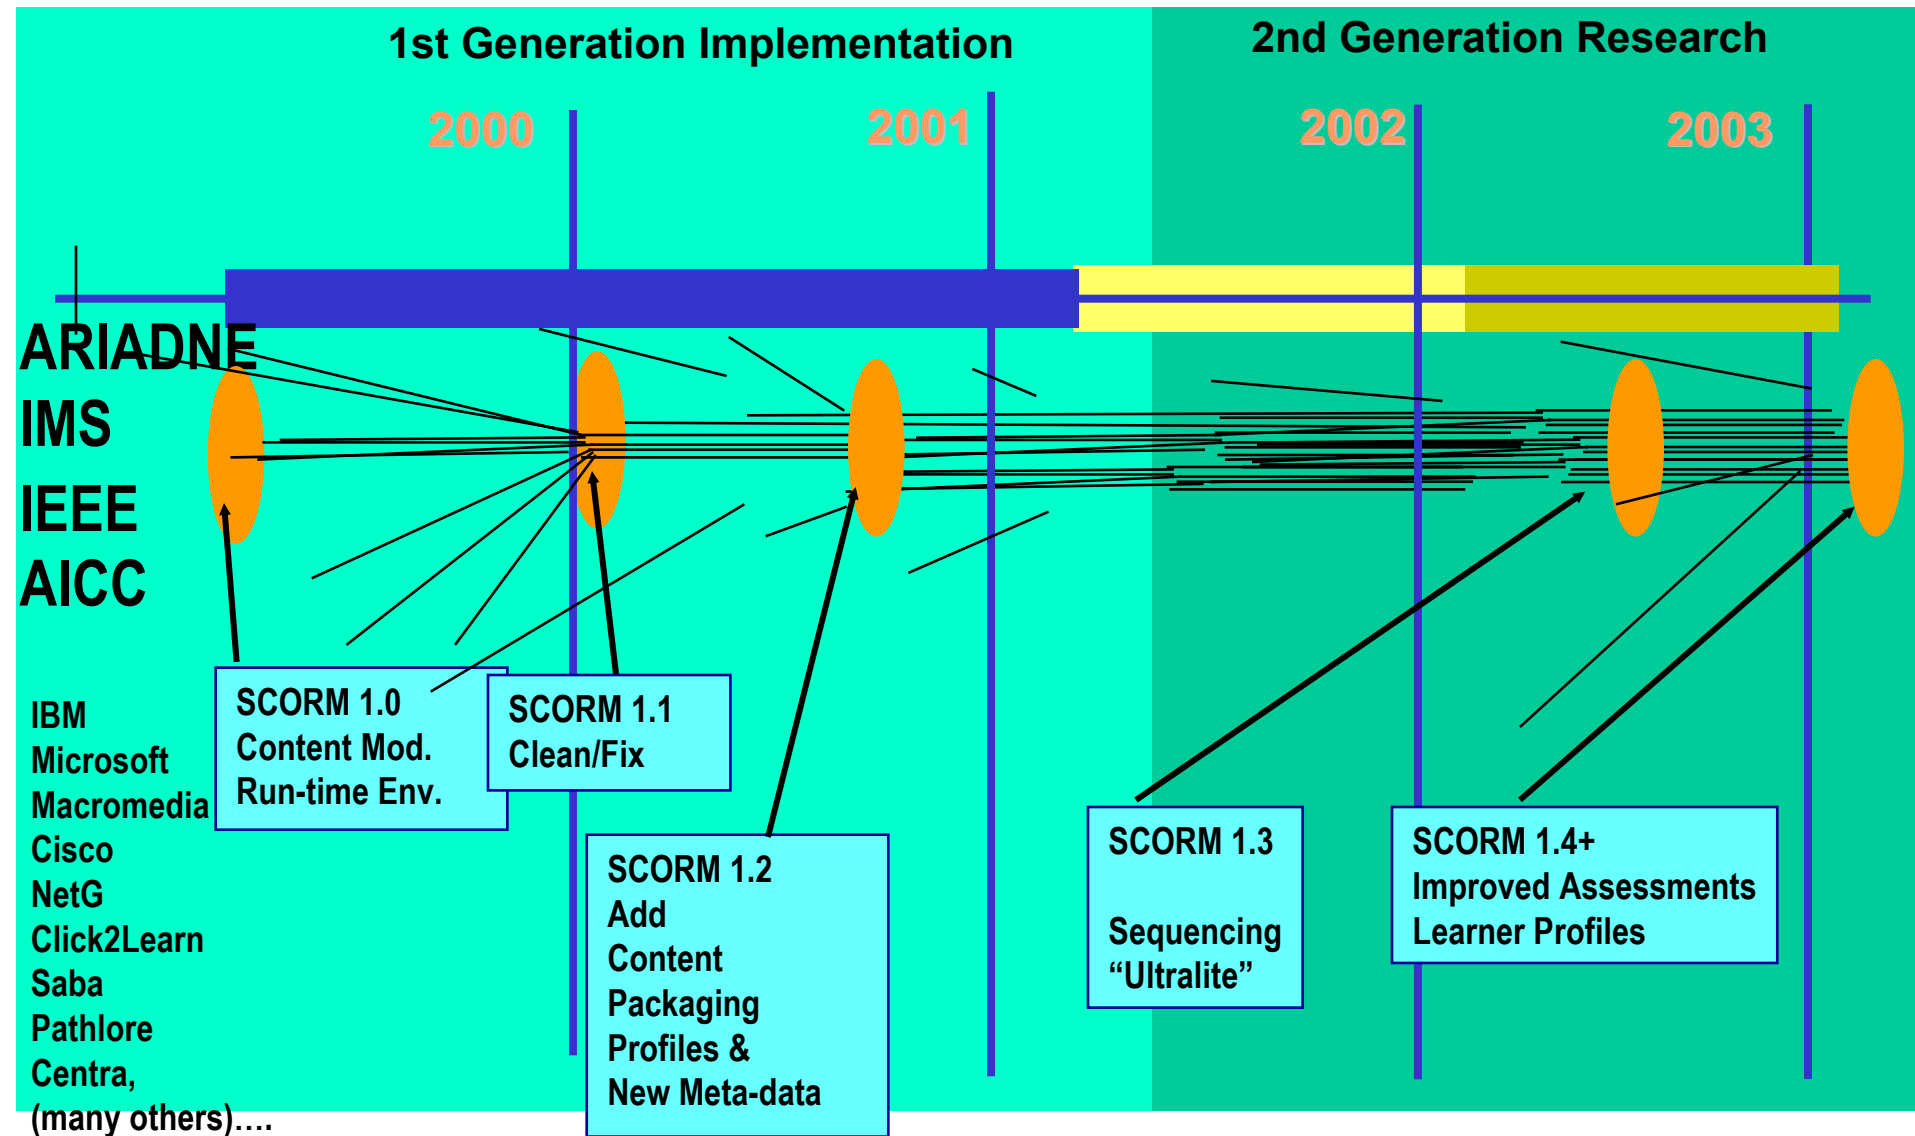 1st Generation Implementation
2nd Generation Research
2000
2001
2002
2003
ARIADNE
IMS
IEEE
AICC
IBM
Microsoft
Macromedia
Cisco
NetG
Click2Learn
Saba
Pathlore
Centra,
(many others)….
SCORM 1.0
Content Mod.
Run-time Env.
SCORM 1.1
Clean/Fix
SCORM 1.2
Add
Content
Packaging
Profiles &
New Meta-data
SCORM 1.3
Sequencing
“Ultralite”
SCORM 1.4+
Improved Assessments
Learner Profiles